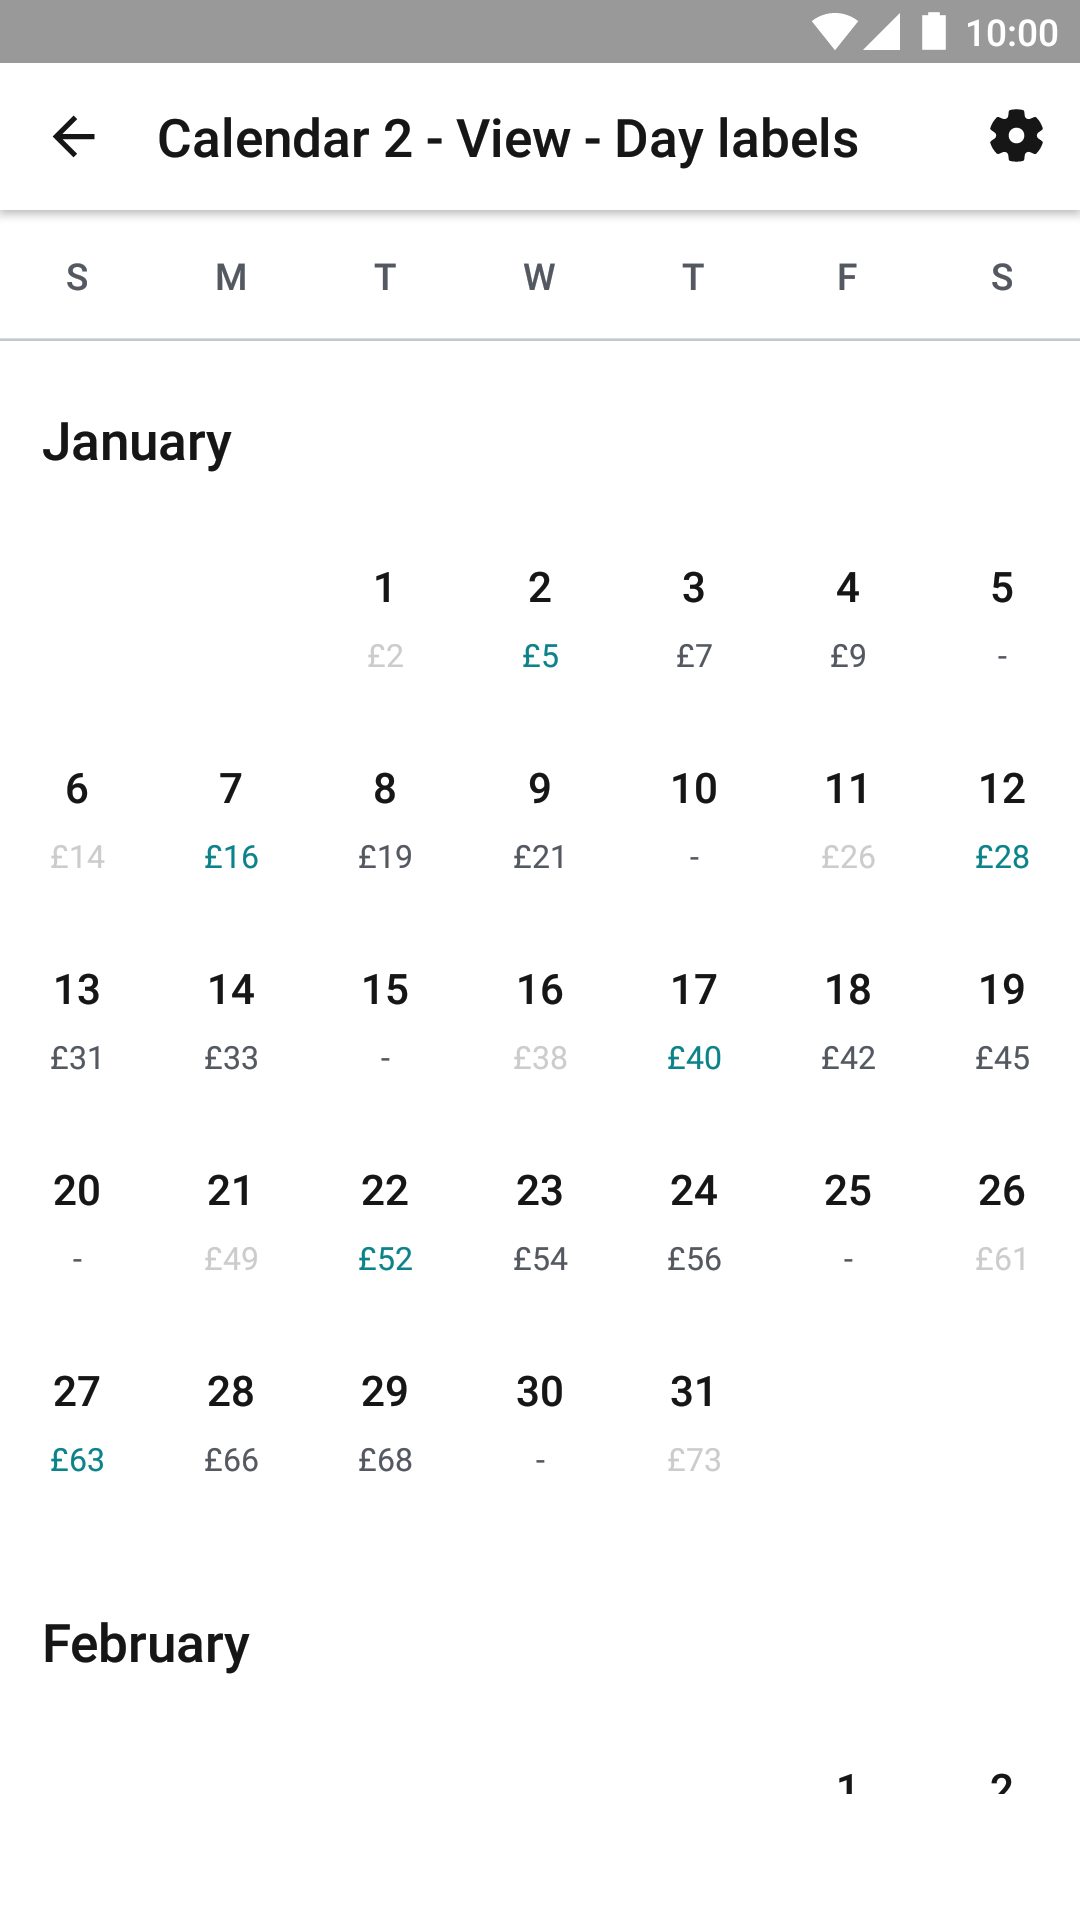 10:00
Calendar 2 - View - Day labels
S M T W T F S
January
1 2 3 4 5
£2 £5 £7 £9 -
6 7 8 9 10 11 12
£14 £16 £19 £21 - £26 £28
13 14 15 16 17 18 19
£31 £33 - £38 £40 £42 £45
20 21 22 23 24 25 26
- £49 £52 £54 £56 - £61
27 28 29 30 31
£63 £66 £68 - £73
February
1 2